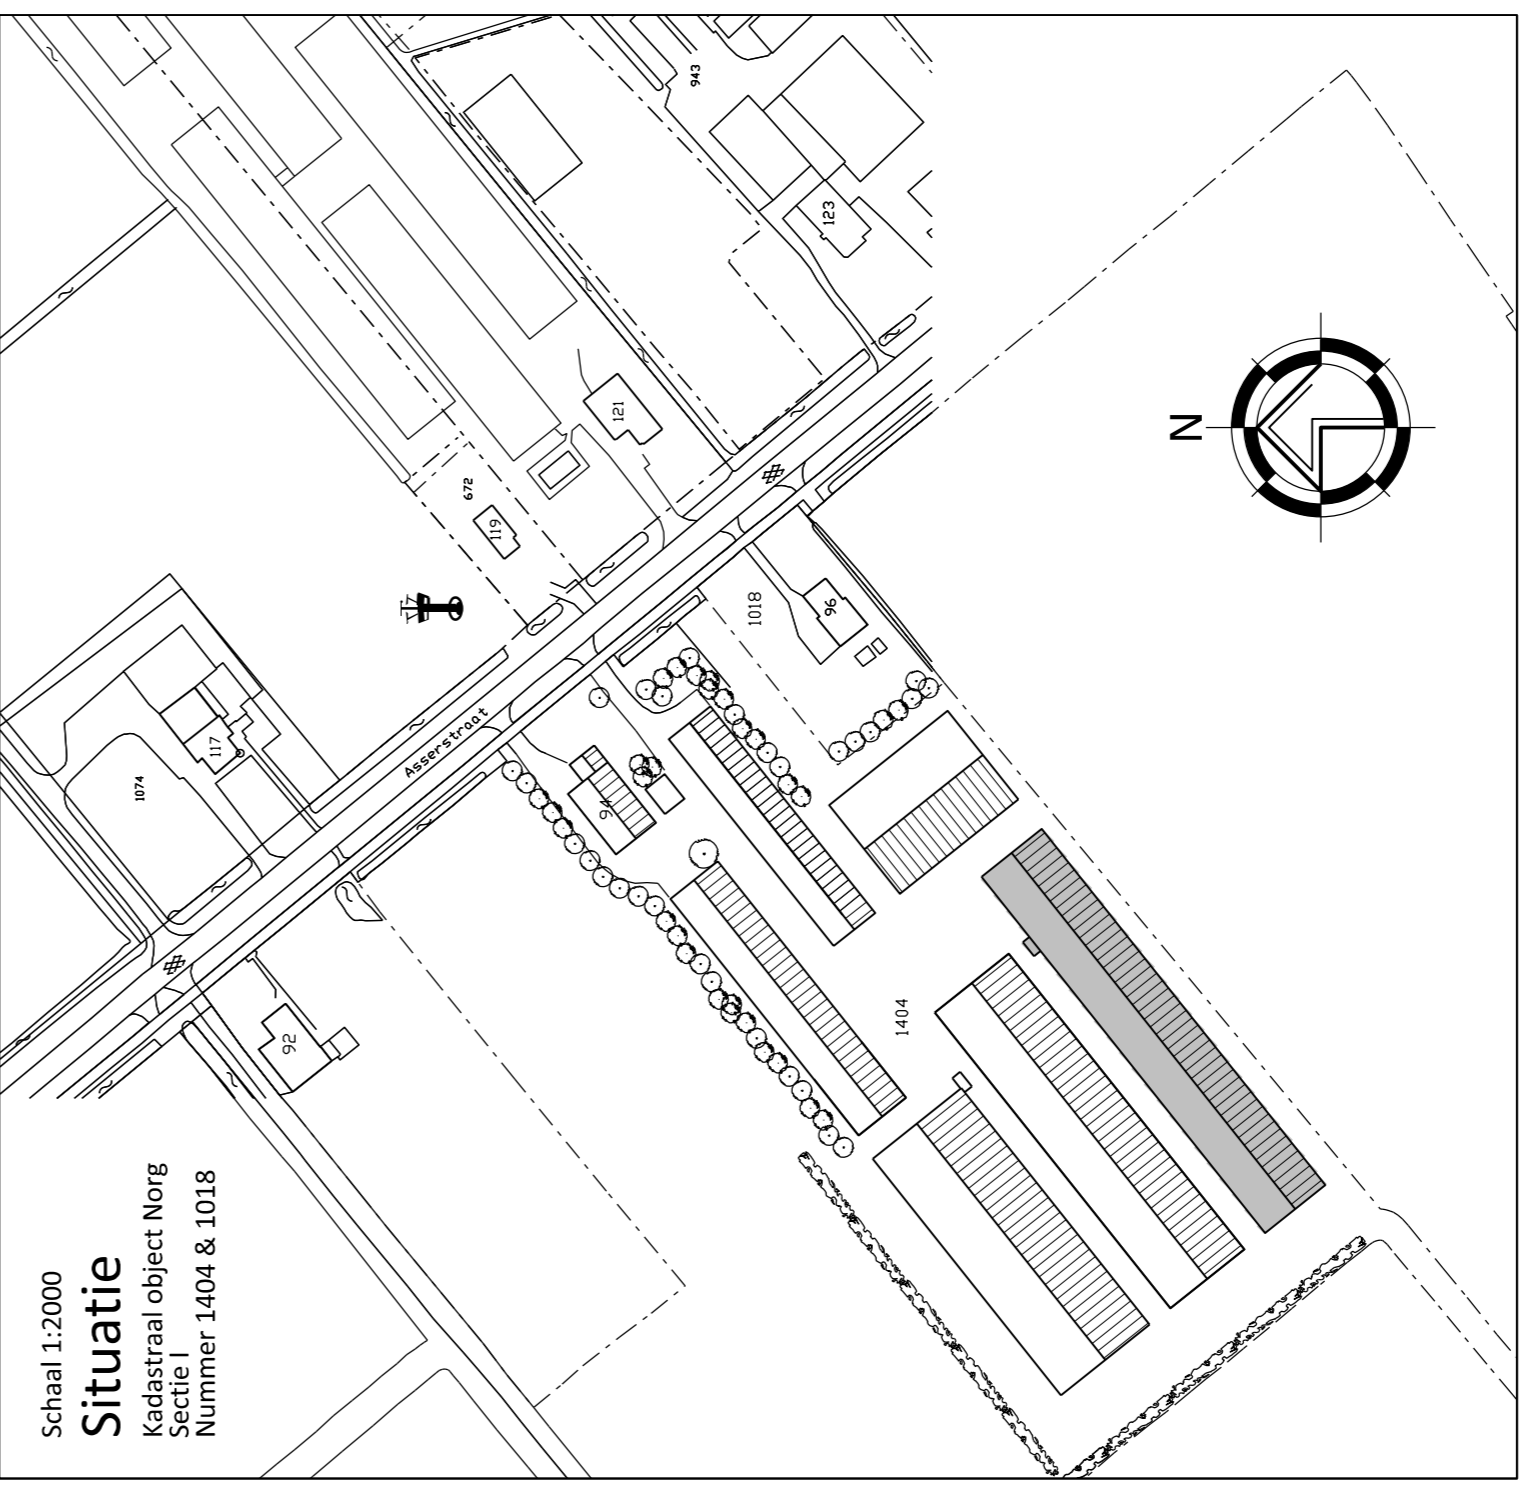 Schaal 1:2000
Situatie
Kadastraal object Norg
Sectie I
Nummer 1404 & 1018
943
123
121
672
119
N
1018
96
117
1074
Asserstraat
94
92
1404